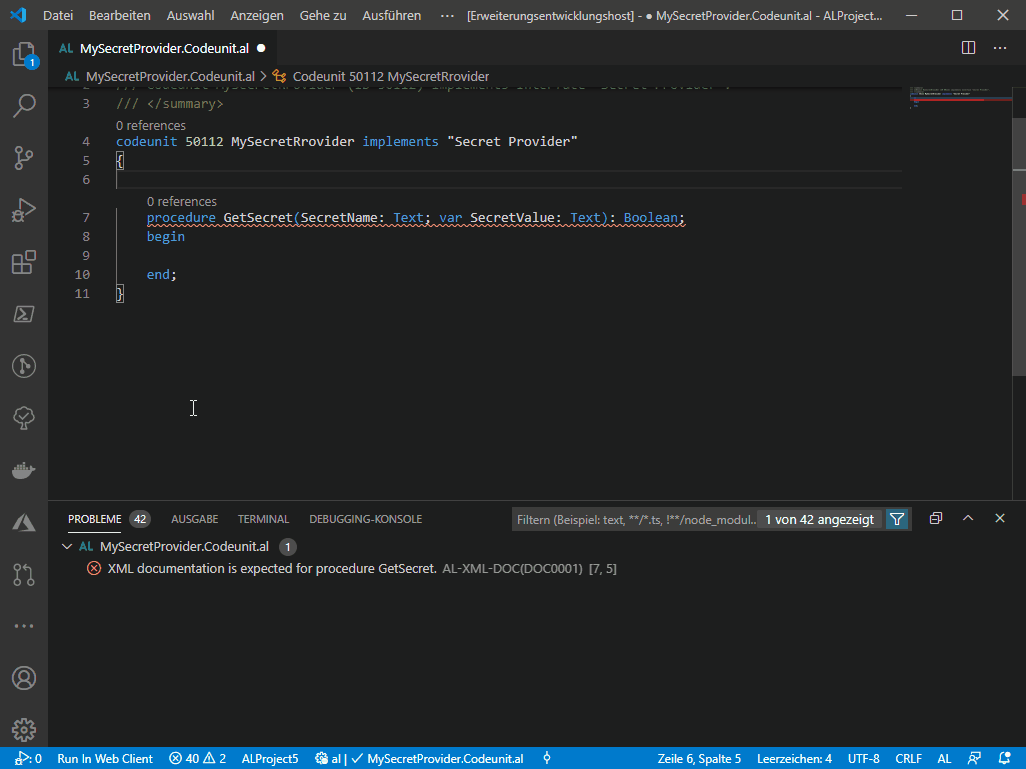 Datei Bearbeiten Auswahl Anzeigen Gehe zu Ausführen ··· [Erweiterungsentwicklungshost] - ● MySecretProvider.Codeunit.al - ALProject...
AL MySecretProvider.Codeunit.al ●
AL MySecretProvider.Codeunit.al > Codeunit 50112 MySecretRrovider
3 /// </summary>
0 references
4 codeunit 50112 MySecretRrovider implements "Secret Provider"
5 {
6
0 references
7 procedure GetSecret(SecretName: Text; var SecretValue: Text): Boolean;
8 begin
9
10 end;
11 }
1
PROBLEME 42 AUSGABE TERMINAL DEBUGGING-KONSOLE Filtern (Beispiel: text, **/*.ts, !**/node_modul... 1 von 42 angezeigt
AL MySecretProvider.Codeunit.al 1
XML documentation is expected for procedure GetSecret. AL-XML-DOC(DOC0001) [7, 5]
0 Run In Web Client 40 2 ALProject5 al | ✓ MySecretProvider.Codeunit.al Zeile 6, Spalte 5 Leerzeichen: 4 UTF-8 CRLF AL